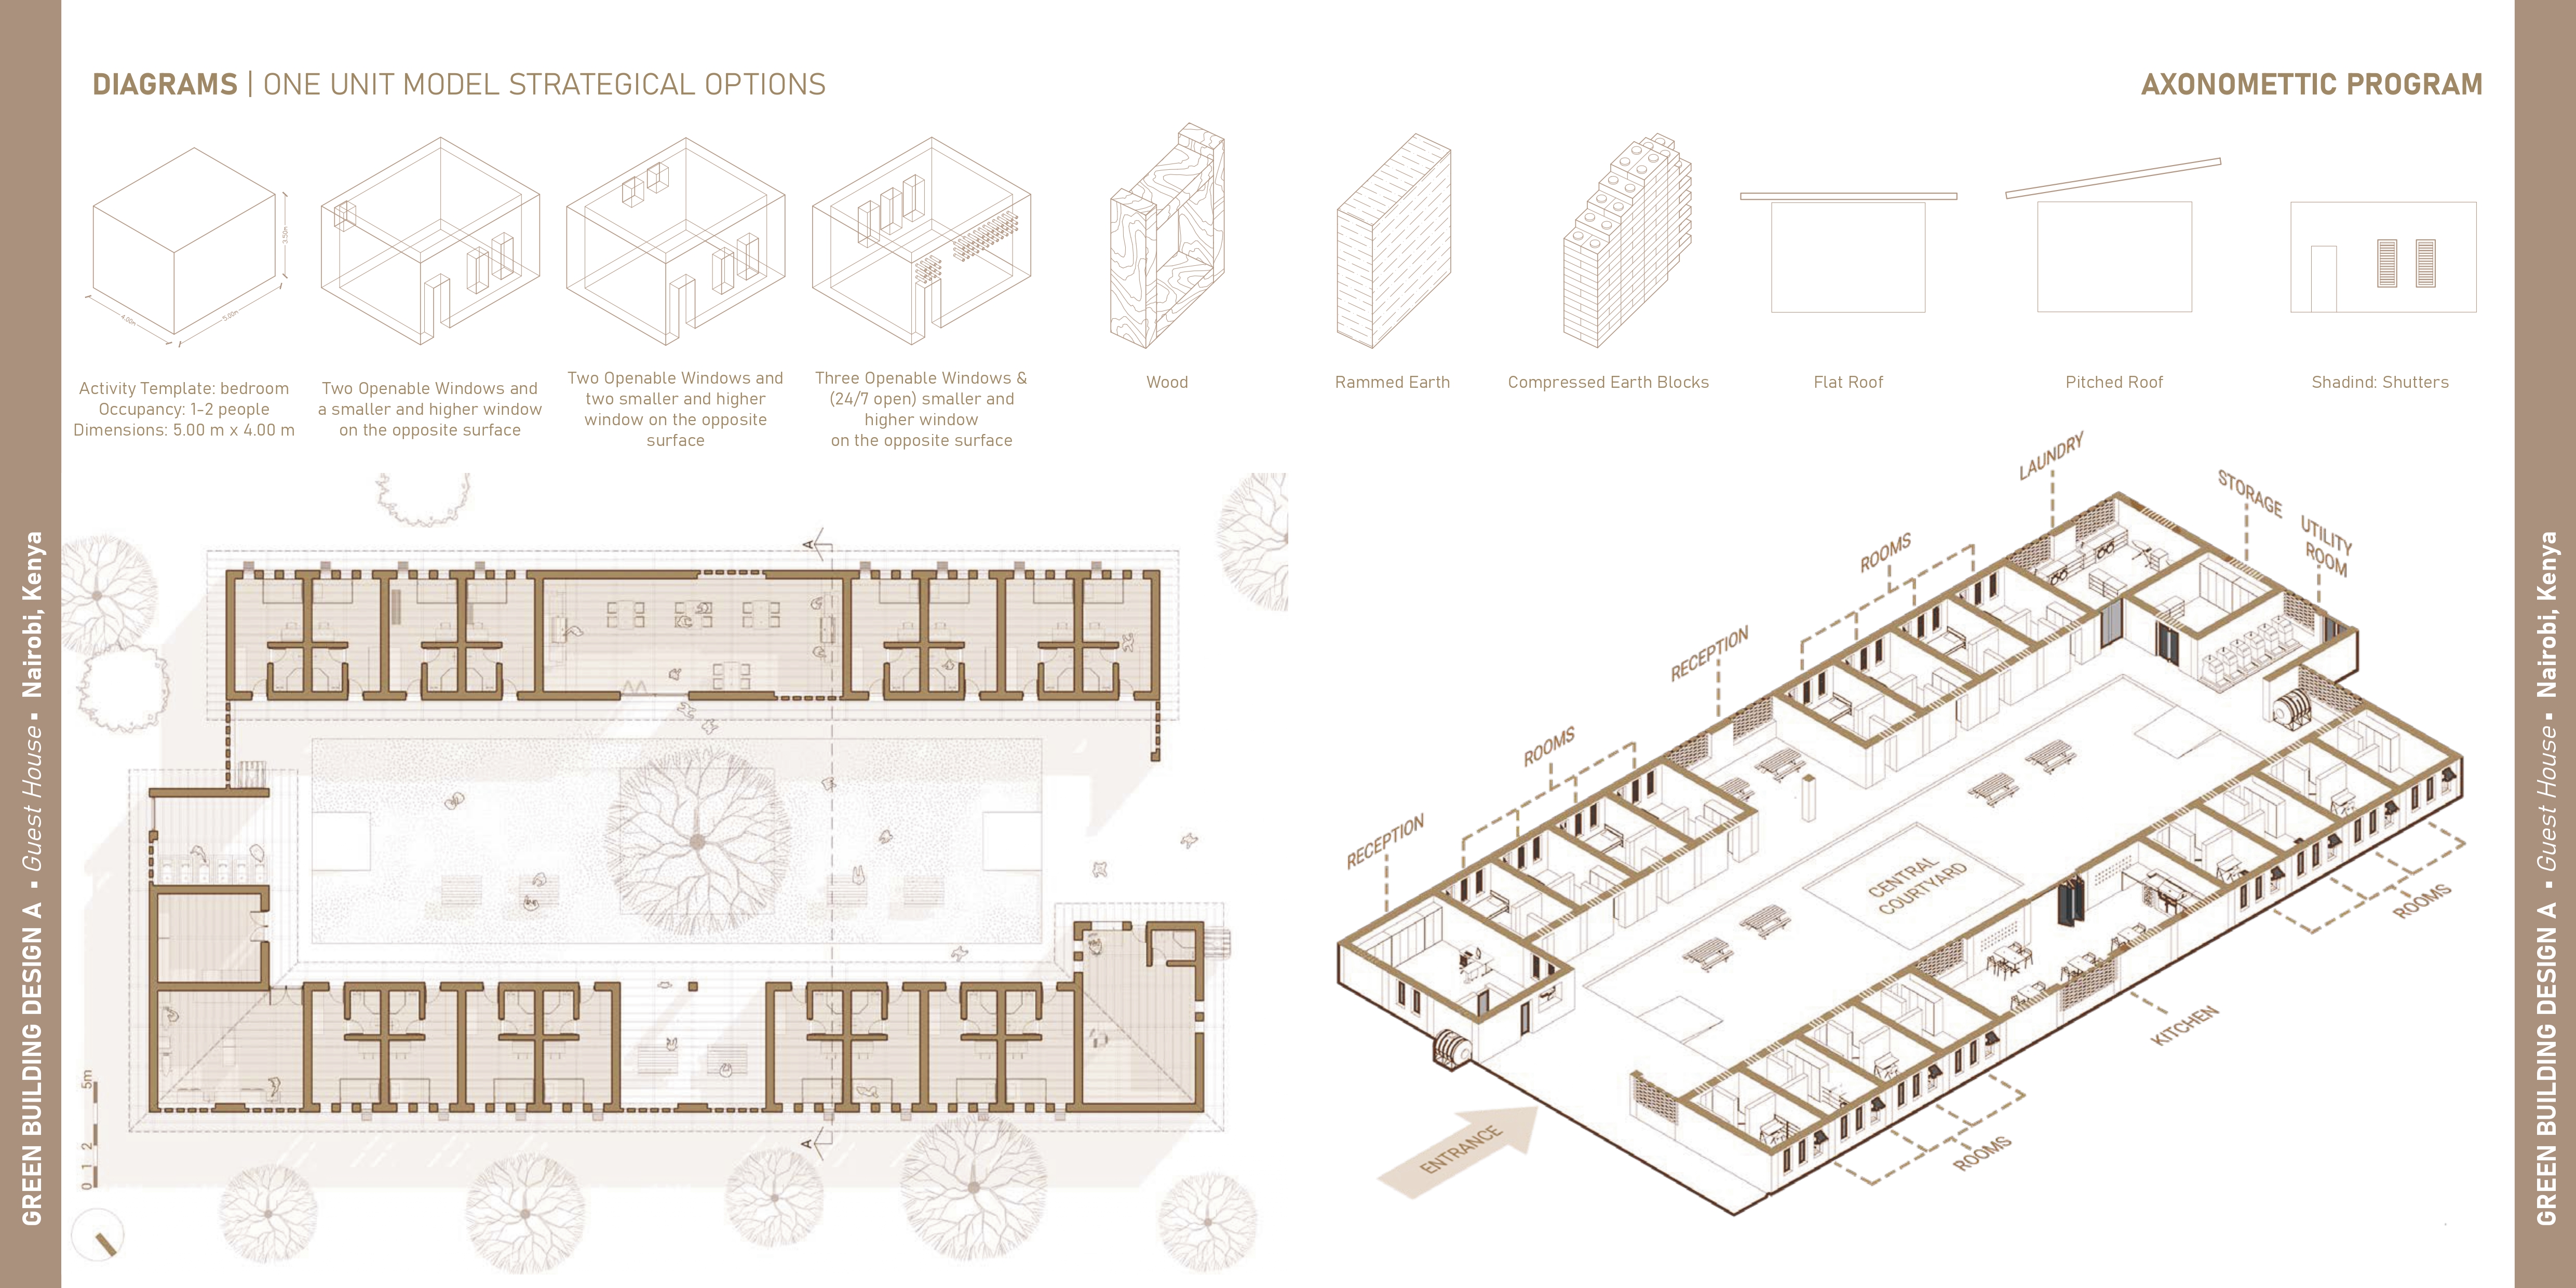 GREEN BUILDING DESIGN A ▪ Guest House ▪ Nairobi, Kenya
DIAGRAMS | ONE UNIT MODEL STRATEGICAL OPTIONS
AXONOMETTIC PROGRAM
3.50m
4.00m
5.00m
Activity Template: bedroom
Occupancy: 1-2 people
Dimensions: 5.00 m x 4.00 m
Two Openable Windows and
a smaller and higher window
on the opposite surface
Two Openable Windows and
two smaller and higher
window on the opposite
surface
Three Openable Windows &
(24/7 open) smaller and
higher window
on the opposite surface
Wood
Rammed Earth
Compressed Earth Blocks
Flat Roof
Pitched Roof
Shadind: Shutters
A
A
0 1 2 5m
LAUNDRY
STORAGE
UTILITY
ROOM
ROOMS
RECEPTION
ROOMS
RECEPTION
CENTRAL
COURTYARD
ROOMS
KITCHEN
ROOMS
ENTRANCE
GREEN BUILDING DESIGN A ▪ Guest House ▪ Nairobi, Kenya